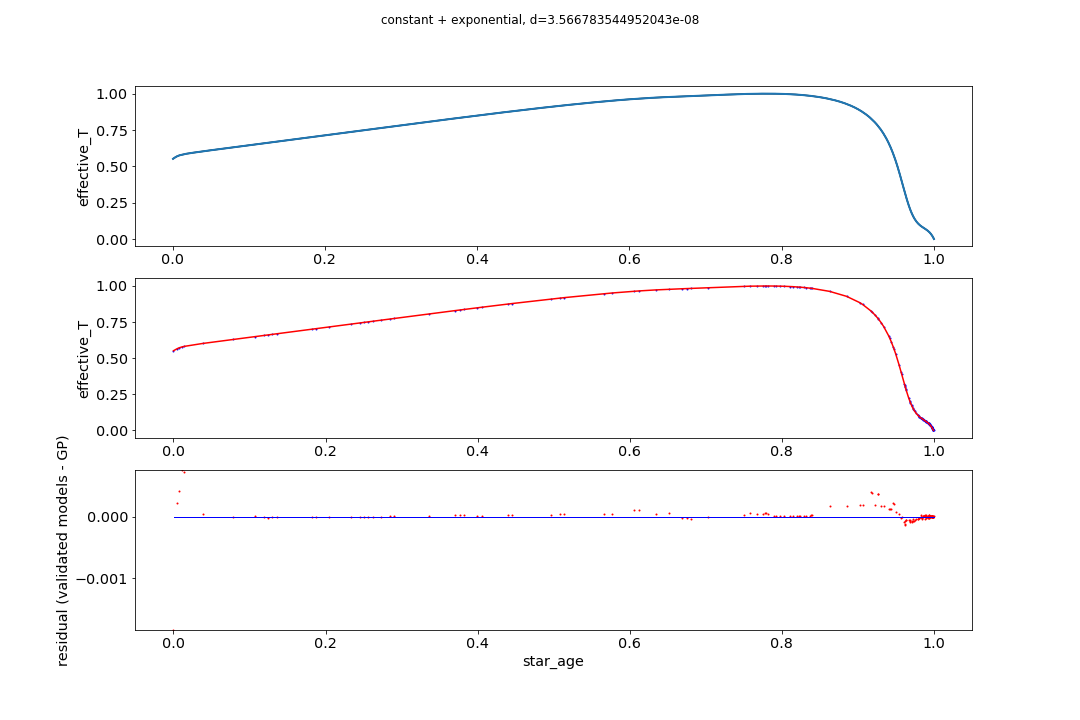 constant + exponential, d=3.566783544952043e-08
effective_T
1.00
0.75
0.50
0.25
0.00
0.0 0.2 0.4 0.6 0.8 1.0
effective_T
1.00
0.75
0.50
0.25
0.00
0.0 0.2 0.4 0.6 0.8 1.0
residual (validated models - GP)
0.000
−0.001
0.0 0.2 0.4 0.6 0.8 1.0
star_age